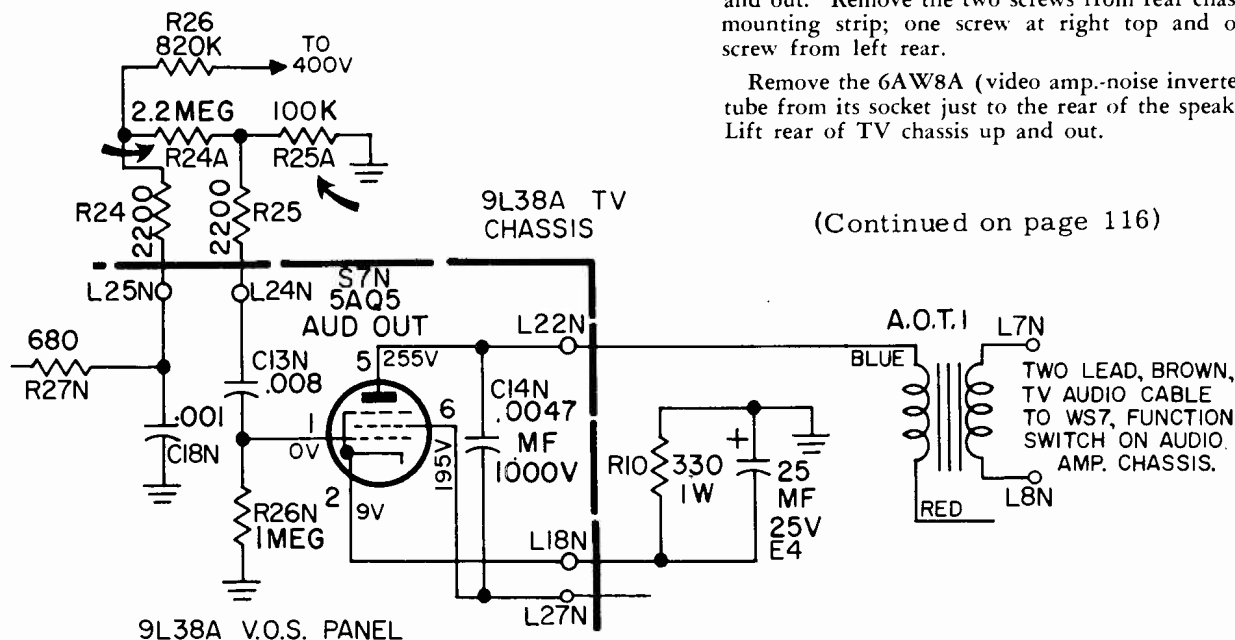 and out. Remove the two screws from rear chas
mounting strip; one screw at right top and o
screw from left rear.
Remove the 6AW8A (video amp.-noise inverte
tube from its socket just to the rear of the speak
Lift rear of TV chassis up and out.
(Continued on page 116)
R26
820K
TO
400V
2.2MEG
R24A
100K
R25A
R24
2200
2200
R25
9L38A TV
CHASSIS
L25N
L24N
S7N
5AQ5
AUD OUT
L22N
680
R27N
C13N
.008
5
255V
C14N
.0047
MF
1000V
.001
C18N
1
0V
6
195V
2
9V
R26N
1MEG
R10
330
1W
+
25
MF
25V
E4
L18N
L27N
A.O.T.1
BLUE
RED
L7N
TWO LEAD, BROWN,
TV AUDIO CABLE
TO WS7, FUNCTION
SWITCH ON AUDIO.
AMP. CHASSIS.
L8N
9L38A V.O.S. PANEL